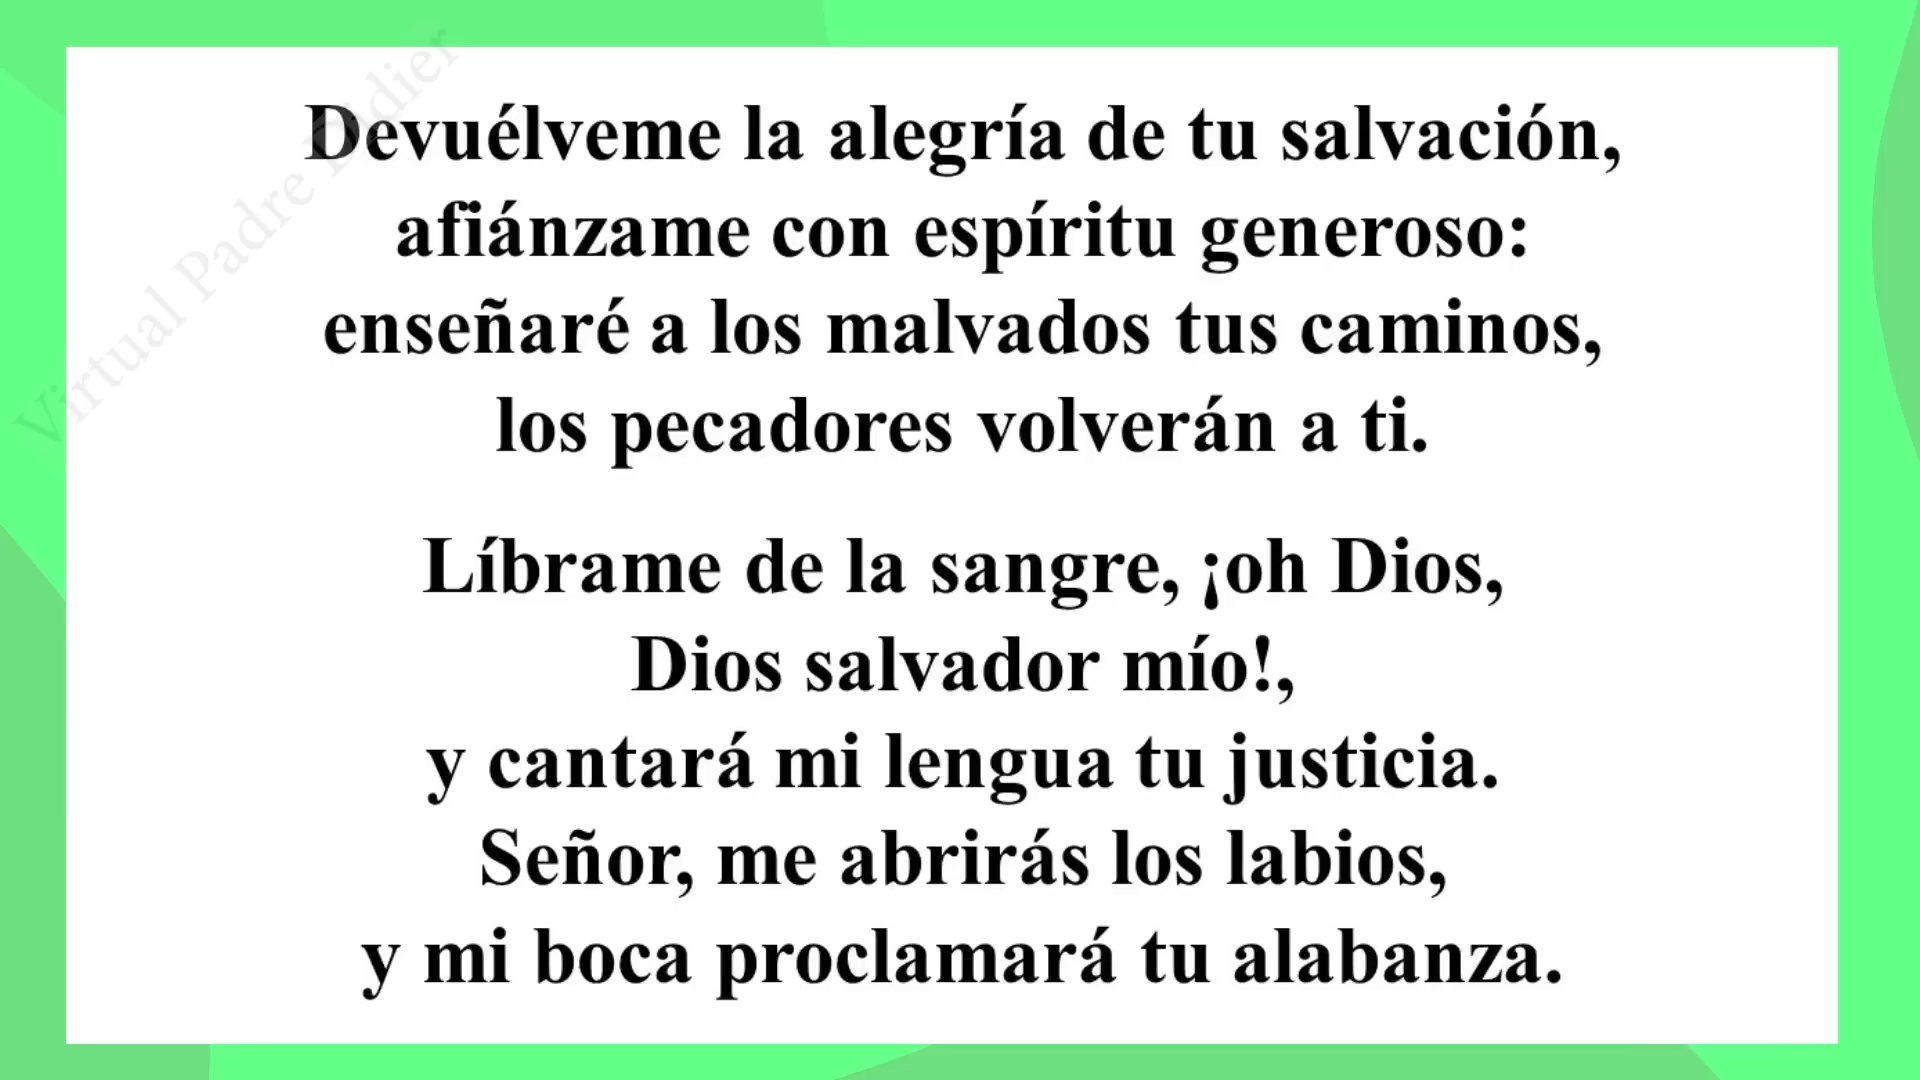 Virtual Padre Didier
Devuélveme la alegría de tu salvación,
afiánzame con espíritu generoso:
enseñaré a los malvados tus caminos,
los pecadores volverán a ti.
Líbrame de la sangre, ¡oh Dios,
Dios salvador mío!,
y cantará mi lengua tu justicia.
Señor, me abrirás los labios,
y mi boca proclamará tu alabanza.